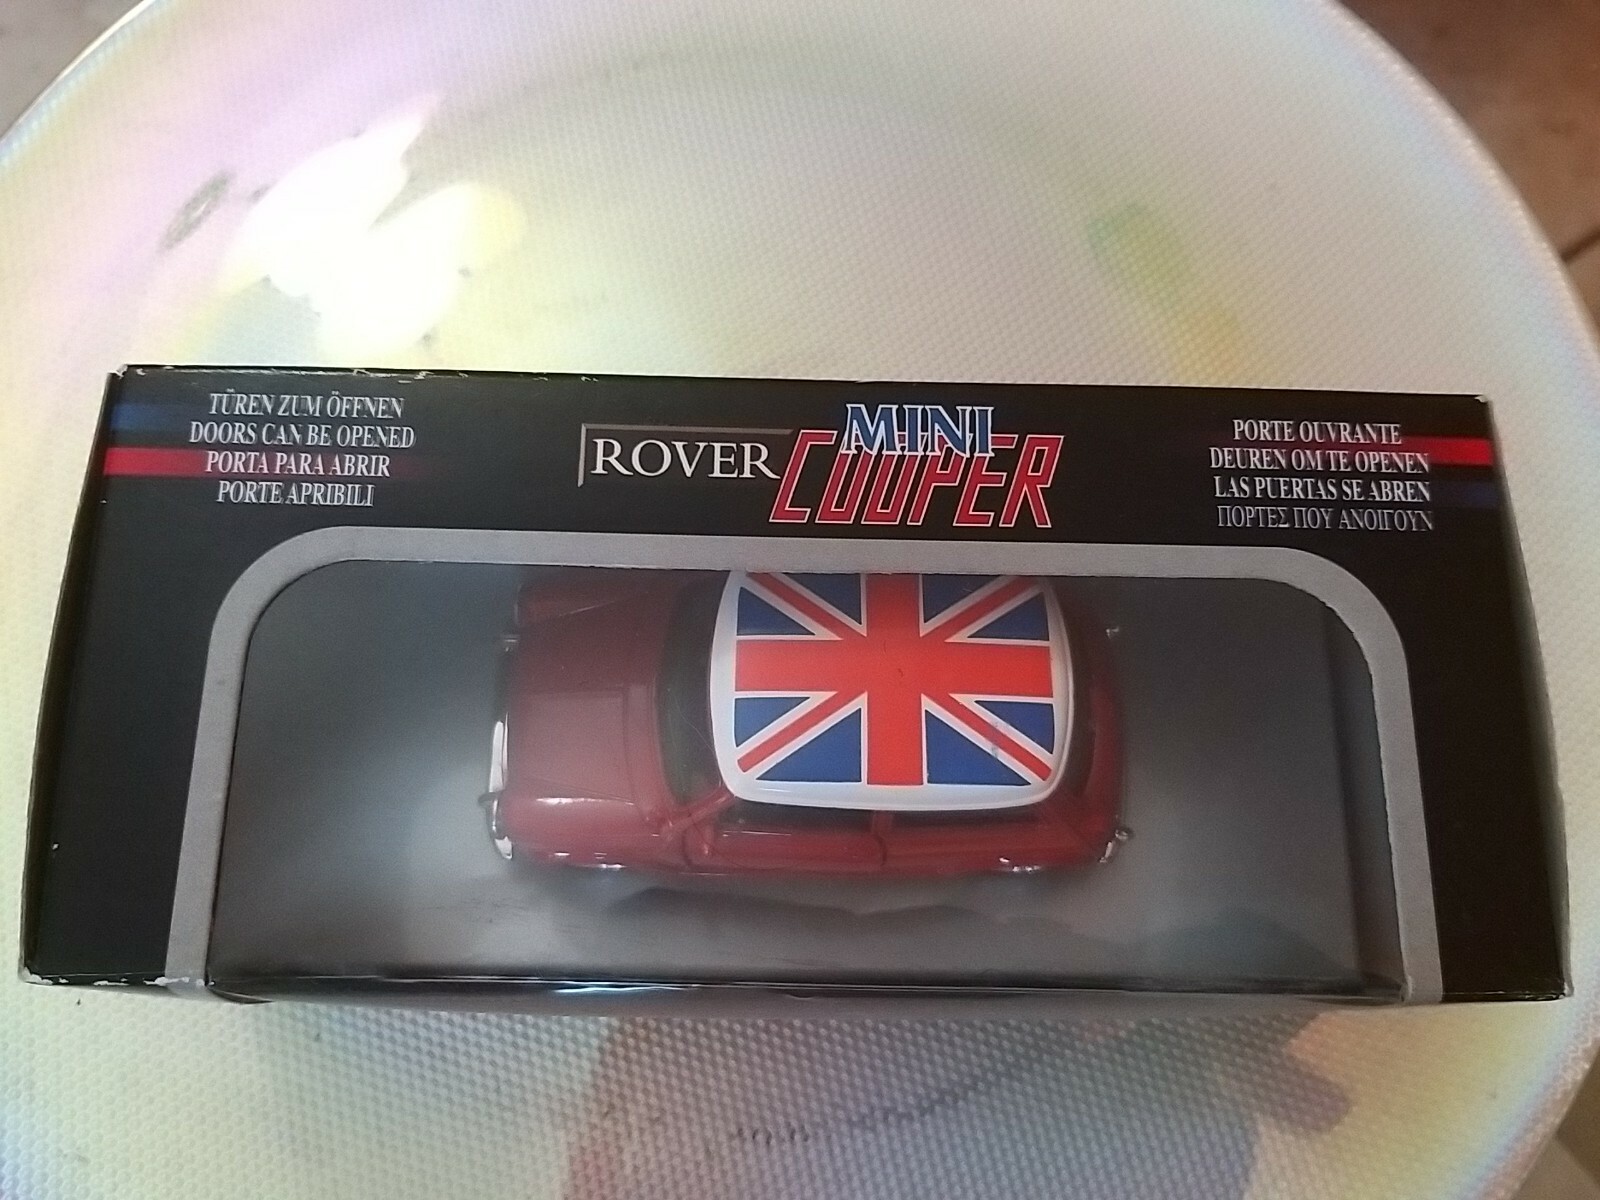 TÜREN ZUM ÖFFNEN
DOORS CAN BE OPENED
PORTA PARA ABRIR
PORTE APRIBILI
ROVER
MINI
COOPER
PORTE OUVRANTE
DEUREN OM TE OPENEN
LAS PUERTAS SE ABREN
ΠΟΡΤΕΣ ΠΟΥ ΑΝΟΙΓΟΥΝ